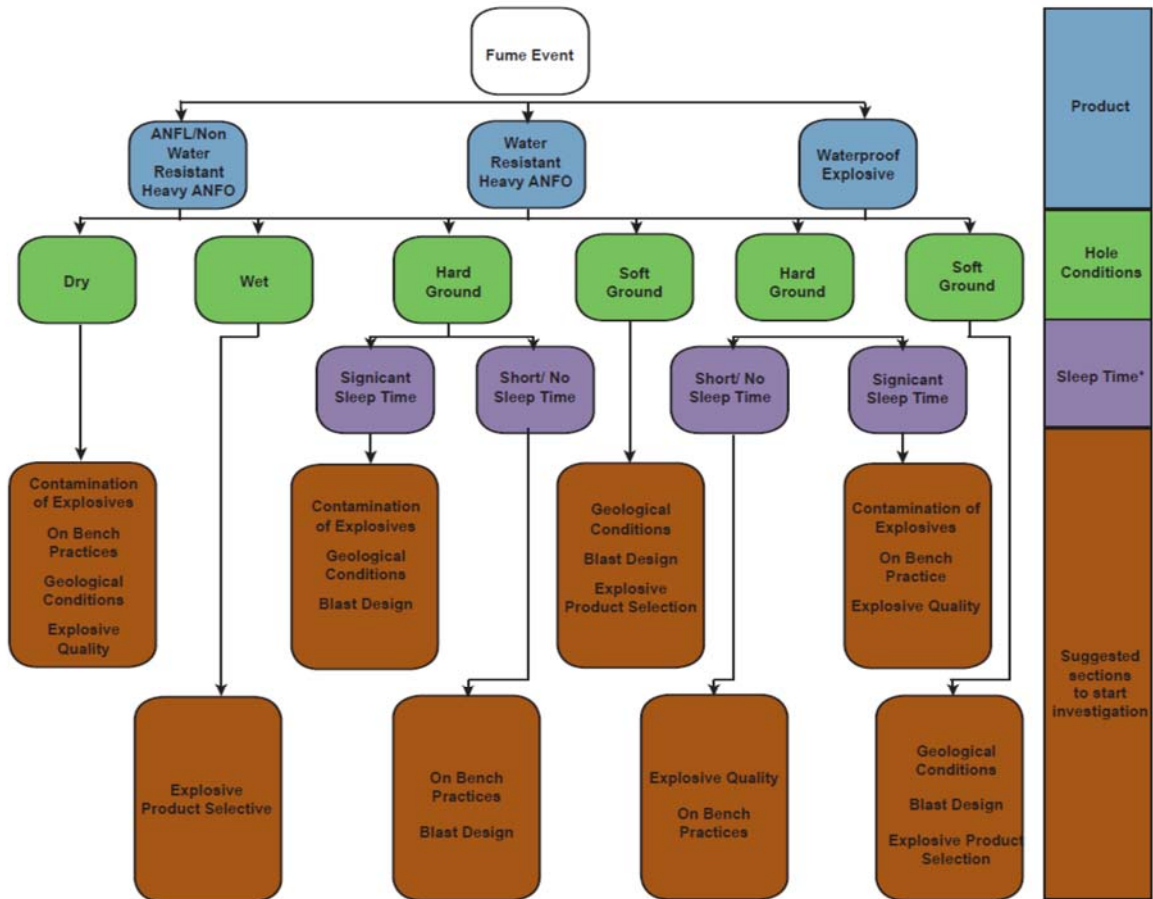 Fume Event
Product
ANFL/Non
Water
Resistant
Heavy ANFO
Water
Resistant
Heavy ANFO
Waterproof
Explosive
Dry
Wet
Hard
Ground
Soft
Ground
Hard
Ground
Soft
Ground
Hole
Conditions
Signicant
Sleep Time
Short/ No
Sleep Time
Short/ No
Sleep Time
Signicant
Sleep Time
Sleep Time*
Contamination
of Explosives
On Bench
Practices
Geological
Conditions
Explosive
Quality
Contamination
of Explosives
Geological
Conditions
Blast Design
Geological
Conditions
Blast Design
Explosive
Product Selection
Contamination of
Explosives
On Bench
Practice
Explosive Quality
Suggested
sections
to start
investigation
Explosive
Product Selective
On Bench
Practices
Blast Design
Explosive Quality
On Bench
Practices
Geological
Conditions
Blast Design
Explosive Product
Selection